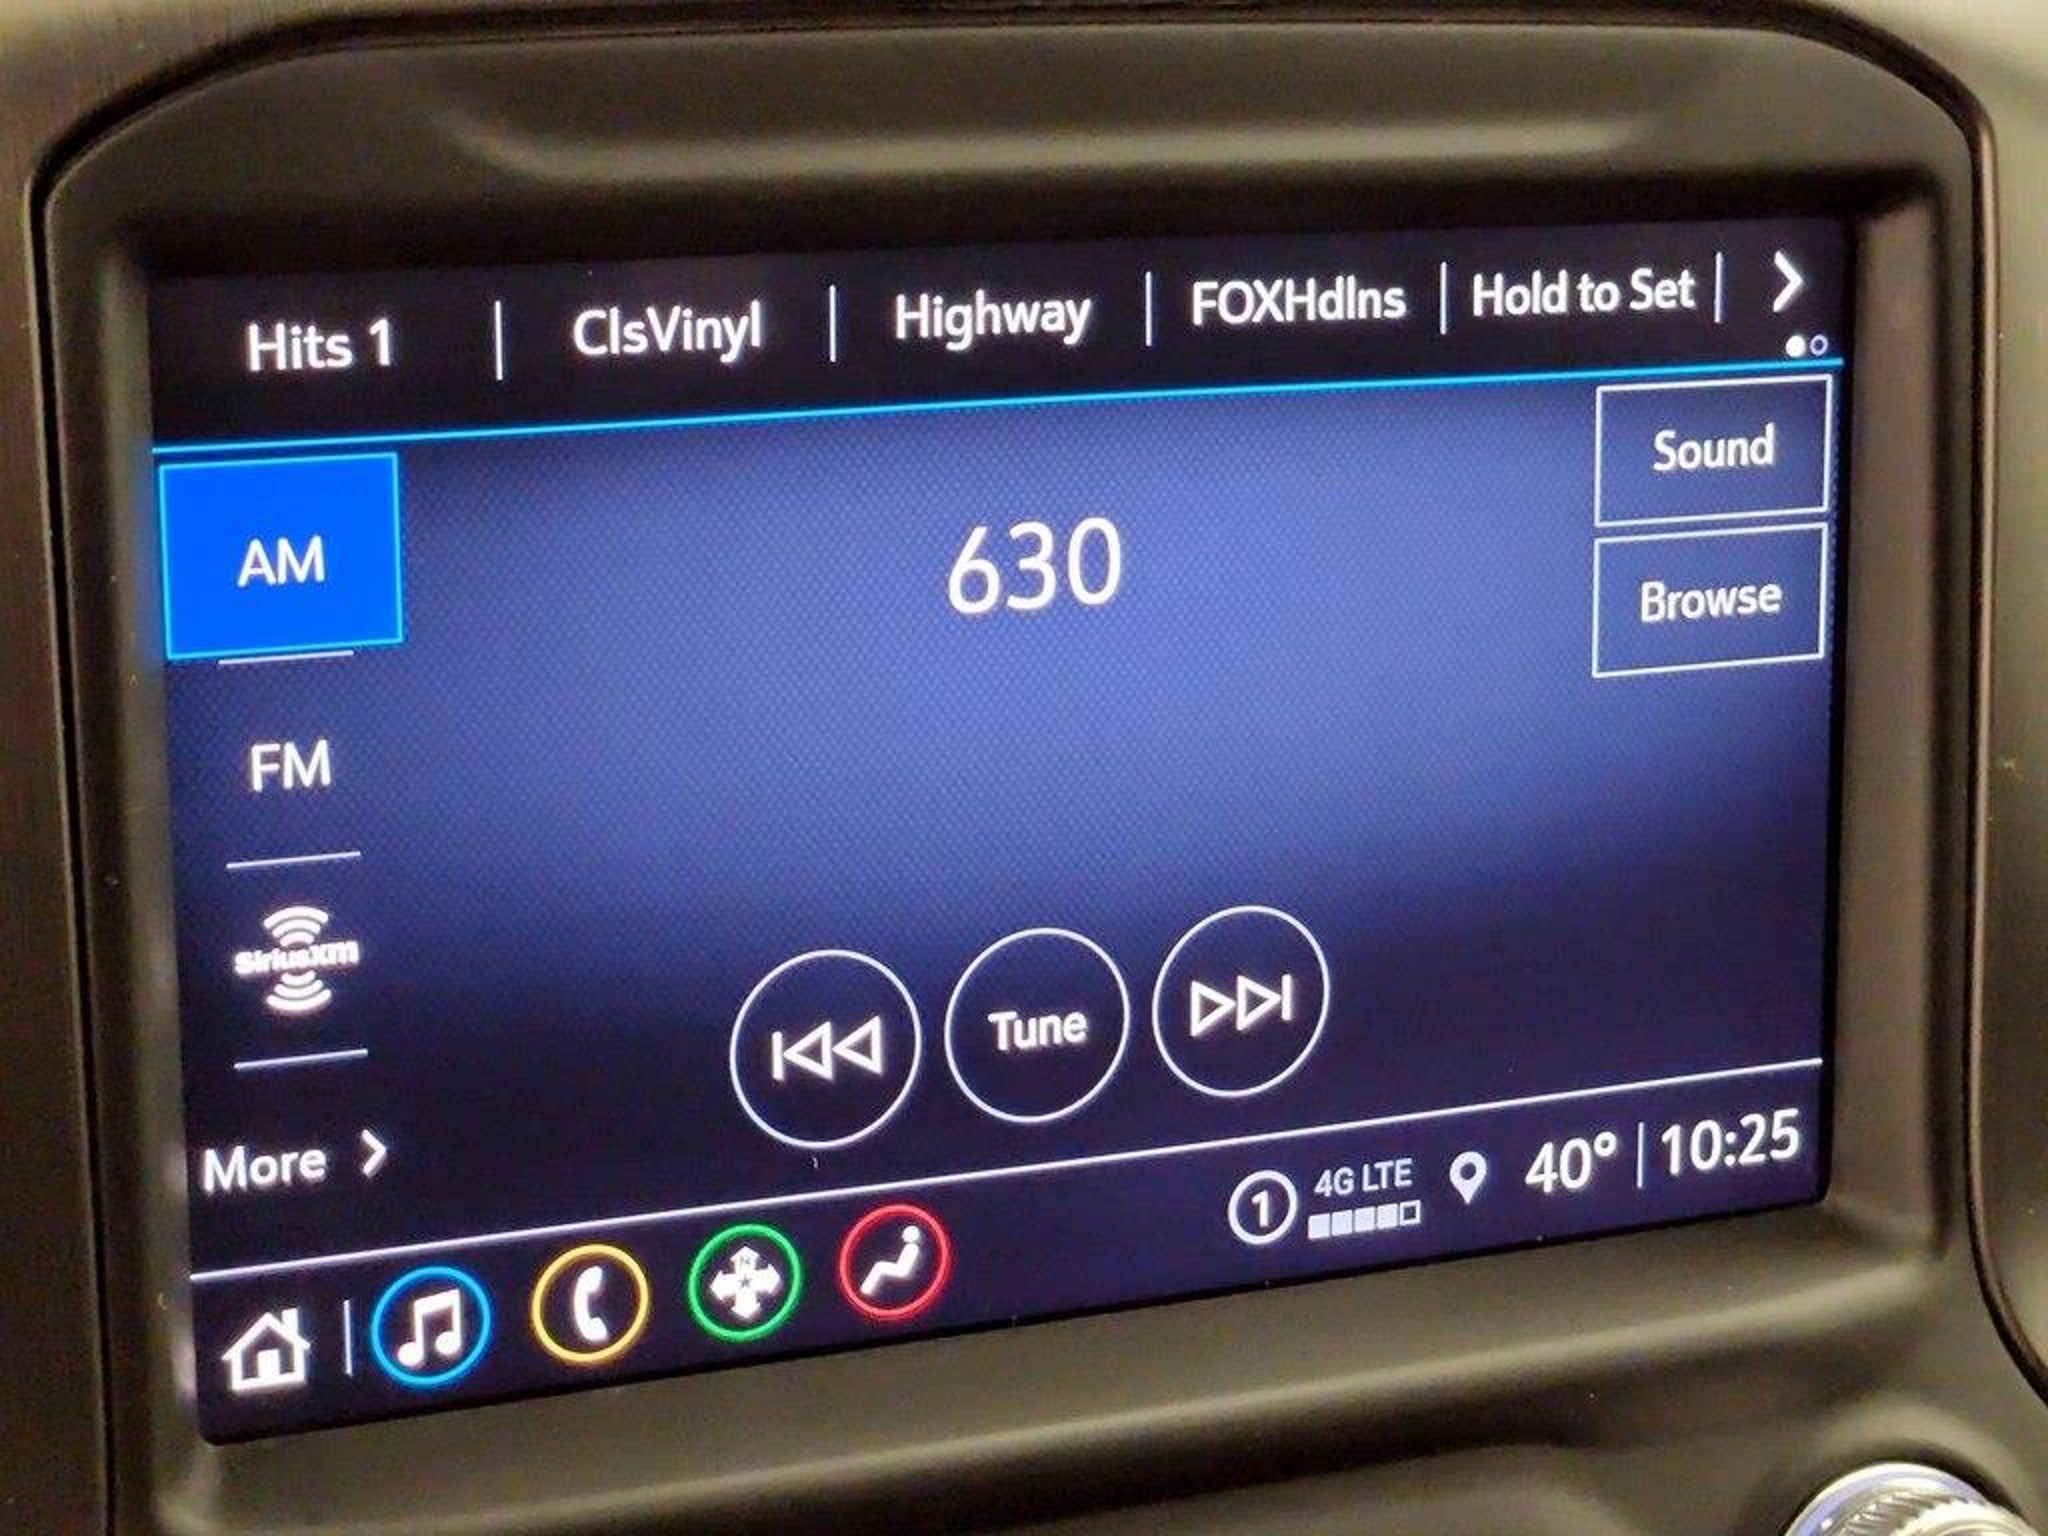 Hits 1 | ClsVinyl | Highway | FOXHdlns | Hold to Set
Sound
AM
630
Browse
FM
SiriusXM
Tune
More
1 4G LTE 40° | 10:25
N